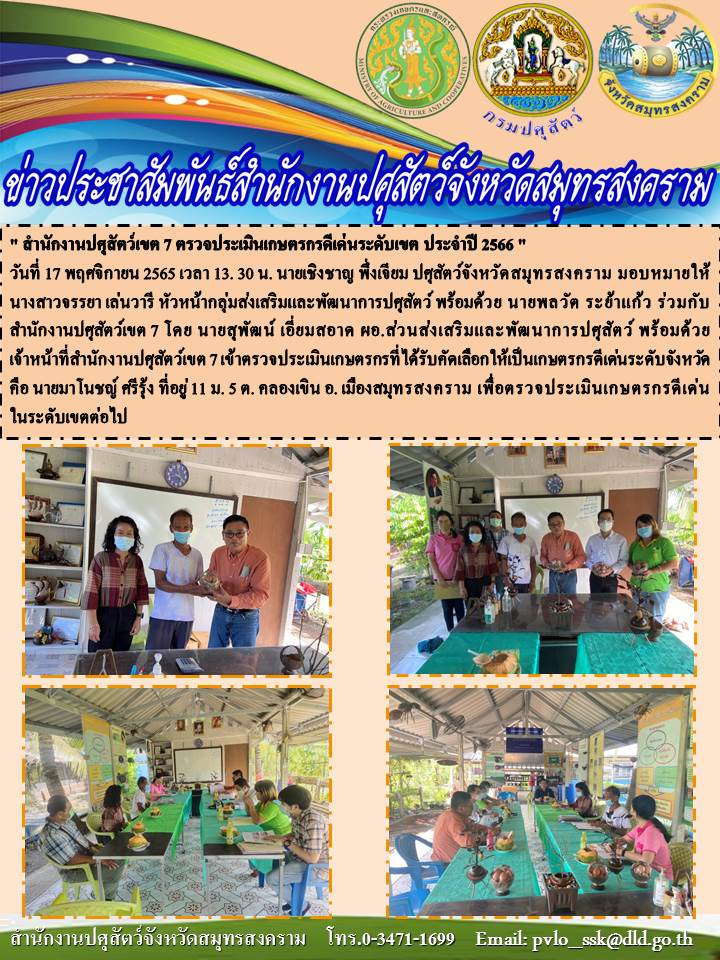 MINISTRY OF AGRICULTURE AND COOPERATIVES
กระทรวงเกษตรและสหกรณ์
กรมปศุสัตว์
จังหวัดสมุทรสงคราม
ข่าวประชาสัมพันธ์สำนักงานปศุสัตว์จังหวัดสมุทรสงคราม
" สำนักงานปศุสัตว์เขต 7 ตรวจประเมินเกษตรกรดีเด่นระดับเขต ประจำปี 2566 "
วันที่ 17 พฤศจิกายน 2565 เวลา 13. 30 น. นายเชิงชาญ พึ่งเจียม ปศุสัตว์จังหวัดสมุทรสงคราม มอบหมายให้
นางสาวจรรยา เล่นวารี หัวหน้ากลุ่มส่งเสริมและพัฒนาการปศุสัตว์ พร้อมด้วย นายพลวัต ระย้าแก้ว ร่วมกับ
สำนักงานปศุสัตว์เขต 7 โดย นายสุพัฒน์ เอี่ยมสอาด ผอ.ส่วนส่งเสริมและพัฒนาการปศุสัตว์ พร้อมด้วย
เจ้าหน้าที่สำนักงานปศุสัตว์เขต 7 เข้าตรวจประเมินเกษตรกรที่ได้รับคัดเลือกให้เป็นเกษตรกรดีเด่นระดับจังหวัด
คือ นายมาโนชญ์ ศรีรุ้ง ที่อยู่ 11 ม. 5 ต. คลองเขิน อ. เมืองสมุทรสงคราม เพื่อตรวจประเมินเกษตรกรดีเด่น
ในระดับเขตต่อไป
สำนักงานปศุสัตว์จังหวัดสมุทรสงคราม โทร.0-3471-1699 Email: pvlo_ssk@dld.go.th